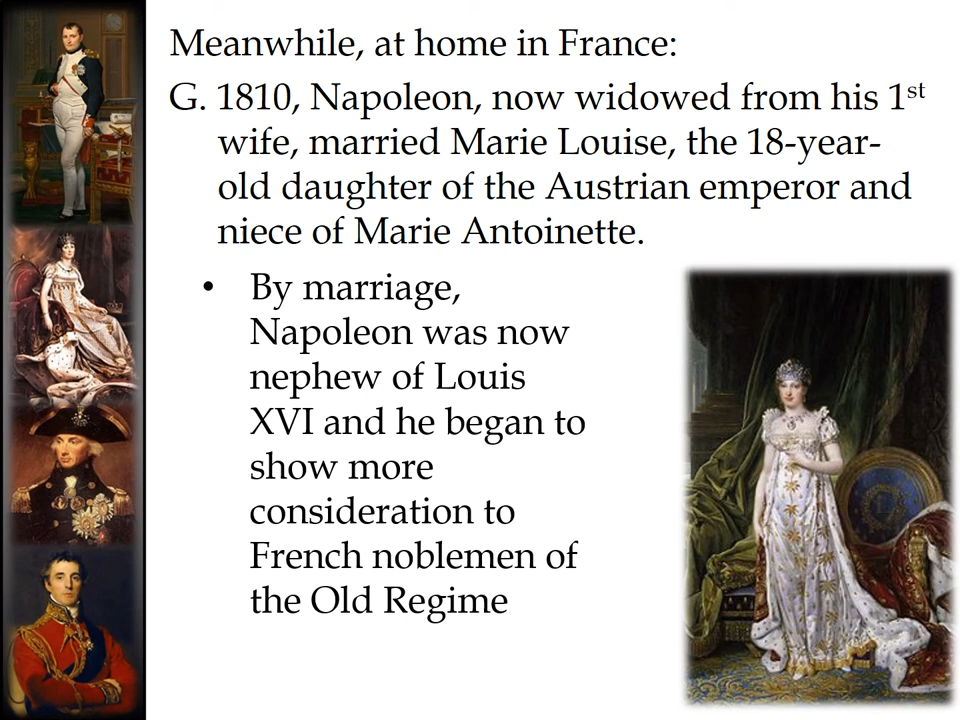 Meanwhile, at home in France:
G. 1810, Napoleon, now widowed from his 1st
wife, married Marie Louise, the 18-year-
old daughter of the Austrian emperor and
niece of Marie Antoinette.
• By marriage,
Napoleon was now
nephew of Louis
XVI and he began to
show more
consideration to
French noblemen of
the Old Regime